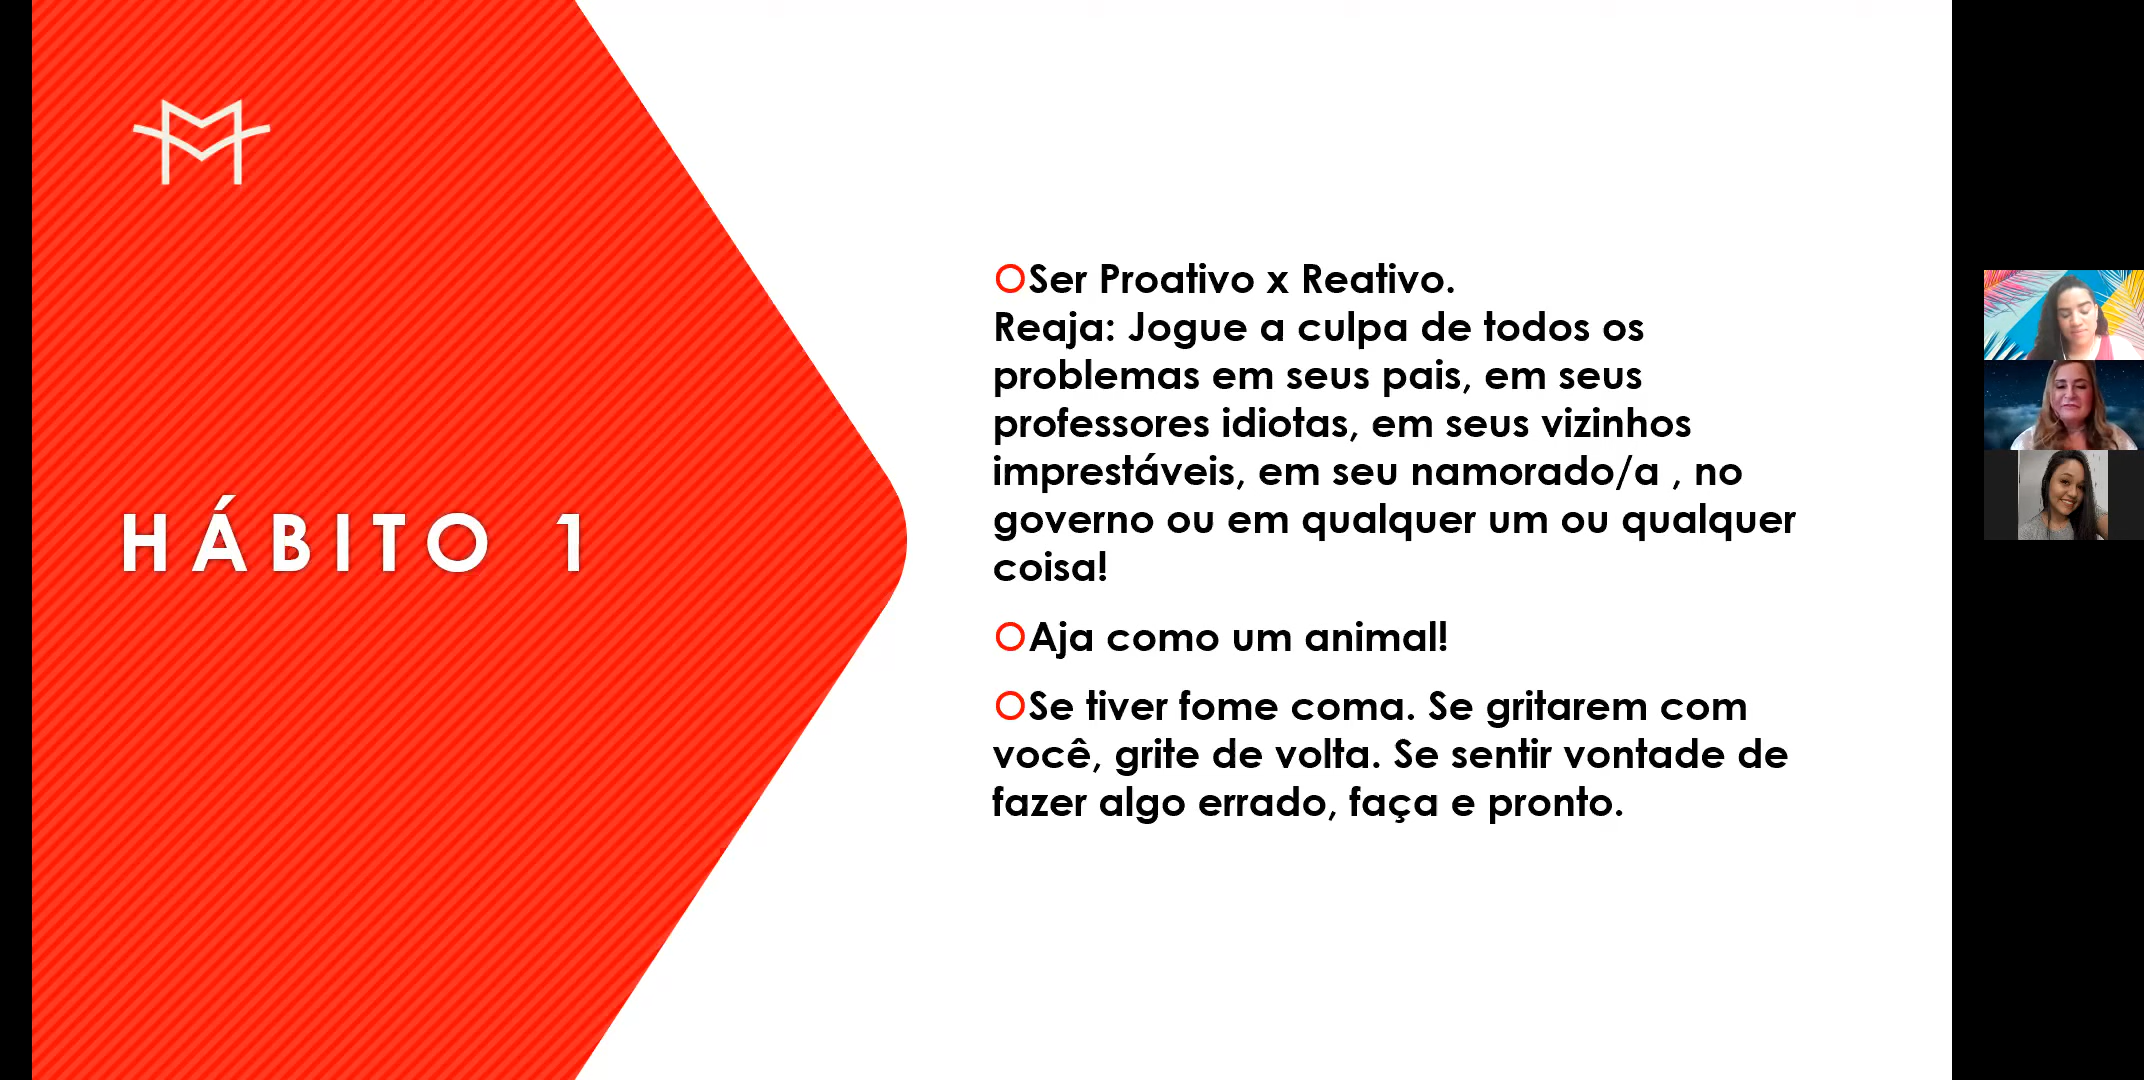 HÁBITO 1
Ser Proativo x Reativo.
Reaja: Jogue a culpa de todos os
problemas em seus pais, em seus
professores idiotas, em seus vizinhos
imprestáveis, em seu namorado/a , no
governo ou em qualquer um ou qualquer
coisa!
Aja como um animal!
Se tiver fome coma. Se gritarem com
você, grite de volta. Se sentir vontade de
fazer algo errado, faça e pronto.